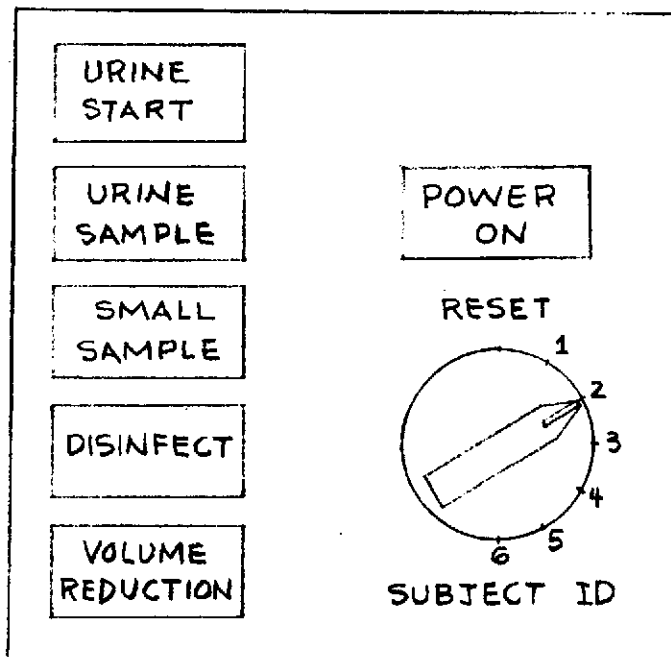 URINE
START
URINE
SAMPLE
SMALL
SAMPLE
DISINFECT
VOLUME
REDUCTION
POWER
ON
RESET
1
2
3
4
5
6
SUBJECT ID